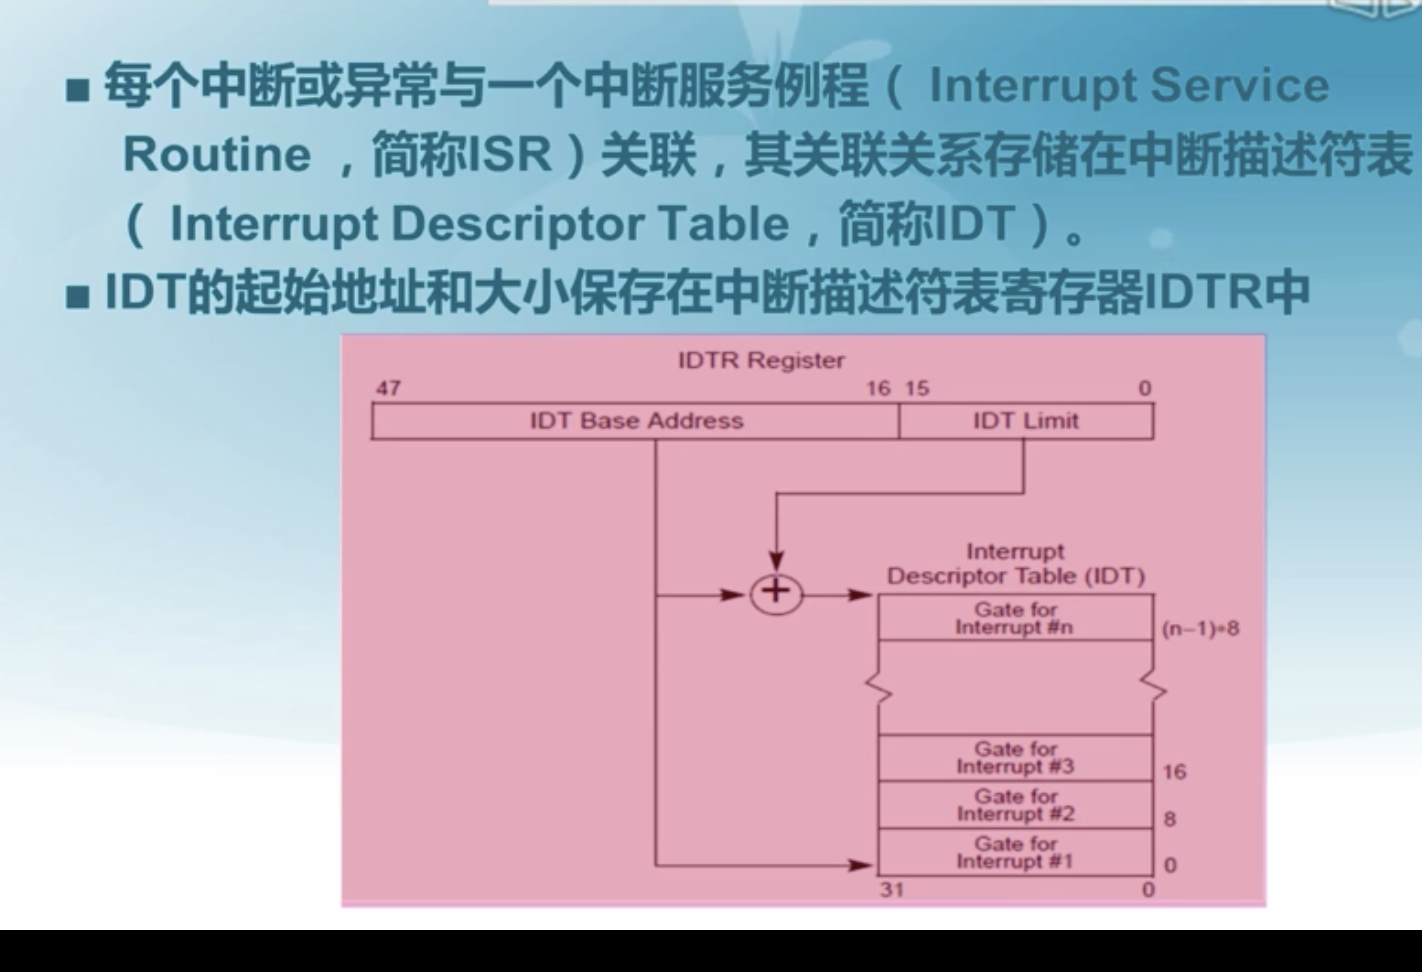 ■ 每个中断或异常与一个中断服务例程（ Interrupt Service
Routine ，简称ISR ）关联，其关联关系存储在中断描述符表
（ Interrupt Descriptor Table，简称IDT ）。
■ IDT的起始地址和大小保存在中断描述符表寄存器IDTR中
IDTR Register
47 16 15 0
IDT Base Address IDT Limit
Interrupt
Descriptor Table (IDT)
+
Gate for
Interrupt #n
(n−1)*8
Gate for
Interrupt #3
16
Gate for
Interrupt #2
8
Gate for
Interrupt #1
0
31 0